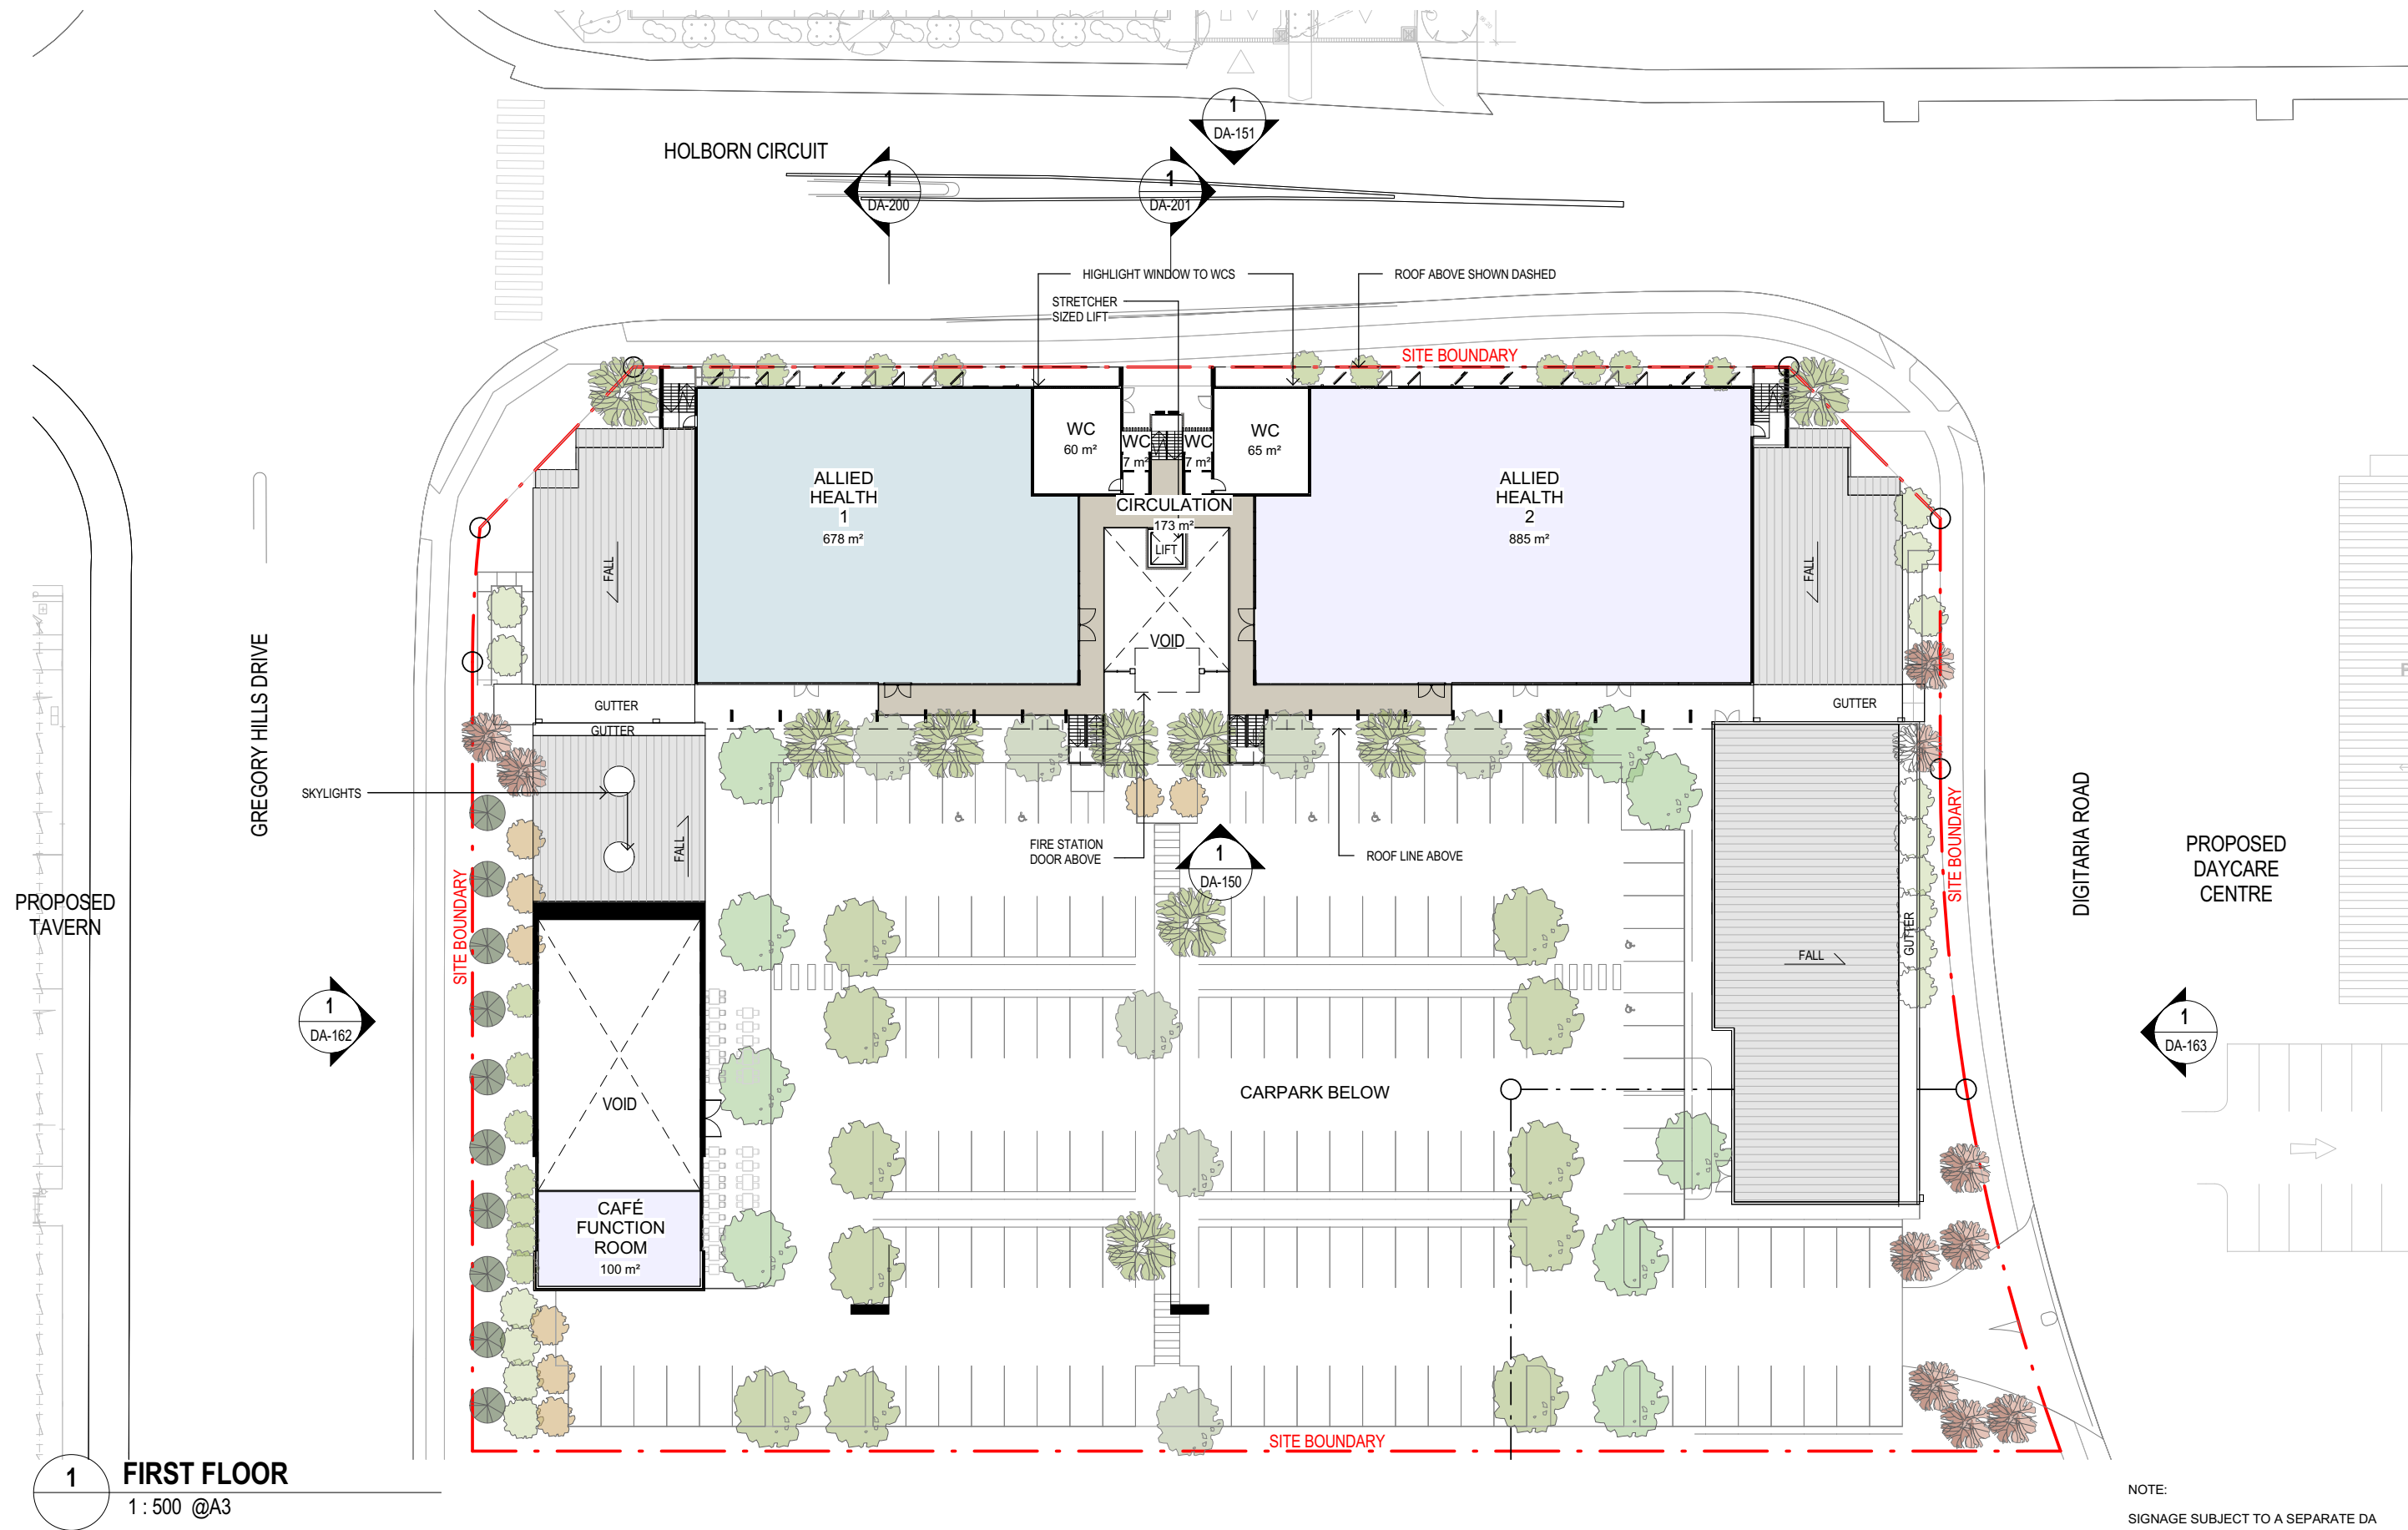 1
DA-151
HOLBORN CIRCUIT
1
DA-200
1
DA-201
HIGHLIGHT WINDOW TO WCS
ROOF ABOVE SHOWN DASHED
STRETCHER
SIZED LIFT
SITE BOUNDARY
WC
60 m²
WC
7 m²
WC
7 m²
WC
65 m²
ALLIED
HEALTH
1
678 m²
CIRCULATION
173 m²
LIFT
ALLIED
HEALTH
2
885 m²
FALL
FALL
VOID
GREGORY HILLS DRIVE
GUTTER
GUTTER
GUTTER
SKYLIGHTS
FALL
FIRE STATION
DOOR ABOVE
1
DA-150
ROOF LINE ABOVE
SITE BOUNDARY
DIGITARIA ROAD
PROPOSED
DAYCARE
CENTRE
PROPOSED
TAVERN
SITE BOUNDARY
GUTTER
FALL
1
DA-162
1
DA-163
VOID
CARPARK BELOW
CAFÉ
FUNCTION
ROOM
100 m²
SITE BOUNDARY
1
FIRST FLOOR
1 : 500 @A3
NOTE:
SIGNAGE SUBJECT TO A SEPARATE DA